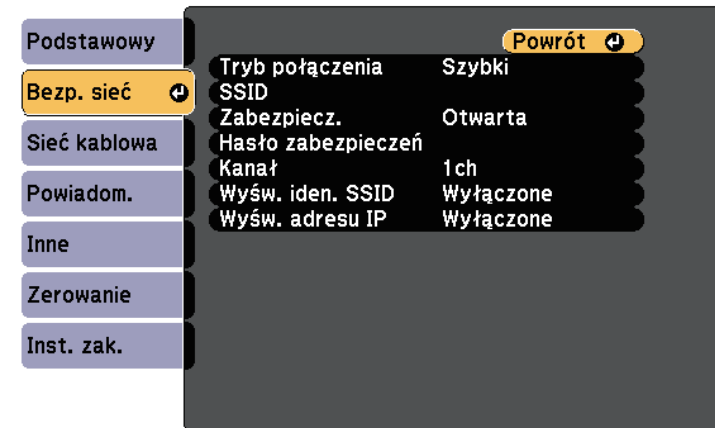 Podstawowy
Bezp. sieć
Sieć kablowa
Powiadom.
Inne
Zerowanie
Inst. zak.
Powrót
Tryb połączenia Szybki
SSID
Zabezpiecz. Otwarta
Hasło zabezpieczeń
Kanał 1ch
Wyśw. iden. SSID Wyłączone
Wyśw. adresu IP Wyłączone